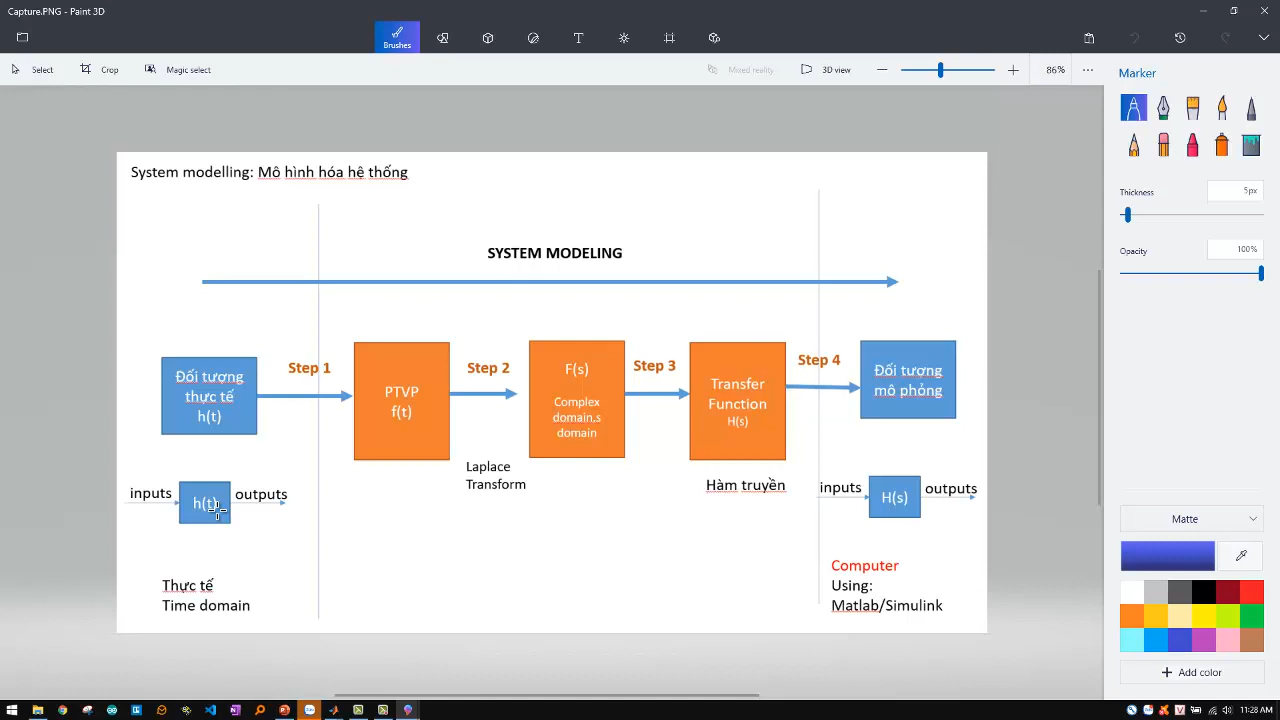 Capture.PNG - Paint 3D
Brushes
Select
Crop
Magic select
Mixed reality
3D view
86%
Marker
Thickness
5px
Opacity
100%
Matte
Add color
System modelling: Mô hình hóa hệ thống
SYSTEM MODELING
Đối tượng
thực tế
h(t)
Step 1
PTVP
f(t)
Step 2
Laplace
Transform
F(s)
Complex
domain,s
domain
Step 3
Transfer
Function
H(s)
Hàm truyền
Step 4
Đối tượng
mô phỏng
inputs
h(t)
outputs
inputs
H(s)
outputs
Thực tế
Time domain
Computer
Using:
Matlab/Simulink
11:28 AM